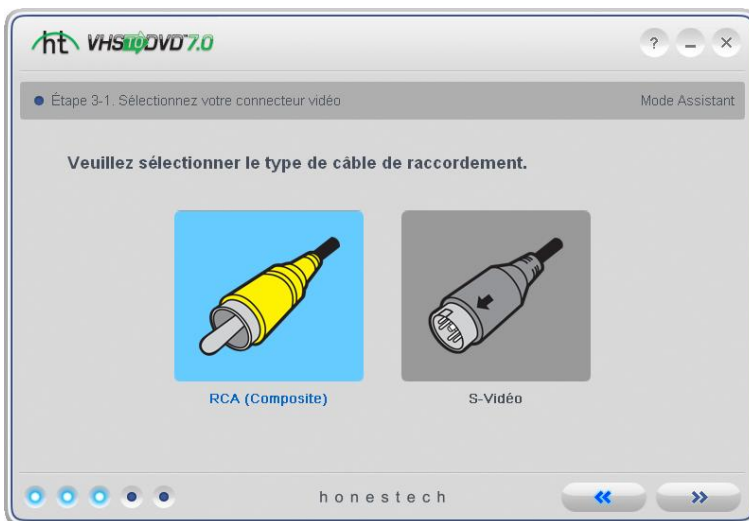 ht VHSTODVD 7.0
Étape 3-1. Sélectionnez votre connecteur vidéo
Mode Assistant
Veuillez sélectionner le type de câble de raccordement.
RCA (Composite)
S-Vidéo
honestech